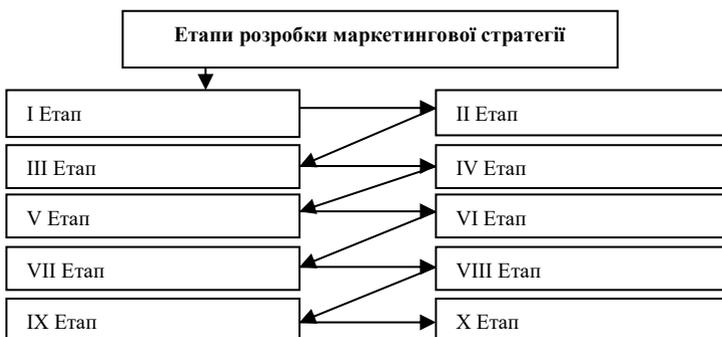 Етапи розробки маркетингової стратегії
I Етап
II Етап
III Етап
IV Етап
V Етап
VI Етап
VII Етап
VIII Етап
IX Етап
X Етап